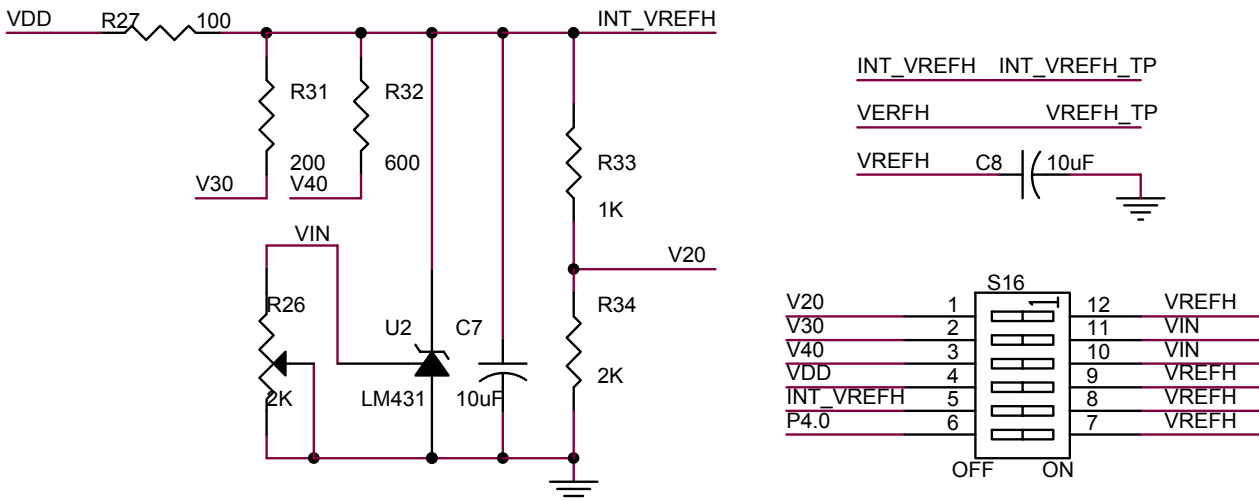 VDD
R27
100
INT_VREFH
R31
R32
200
600
V30
V40
R33
1K
VIN
V20
R26
2K
U2
LM431
C7
10uF
R34
2K
INT_VREFH INT_VREFH_TP
VERFH VREFH_TP
VREFH C8 10uF
S16
V20 1 12 VREFH
V30 2 11 VIN
V40 3 10 VIN
VDD 4 9 VREFH
INT_VREFH 5 8 VREFH
P4.0 6 7 VREFH
OFF ON